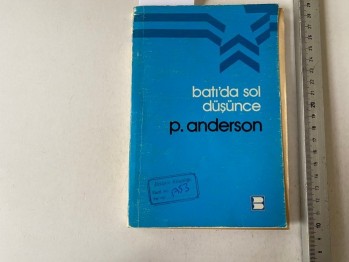 batı'da sol
düşünce
p. anderson
B